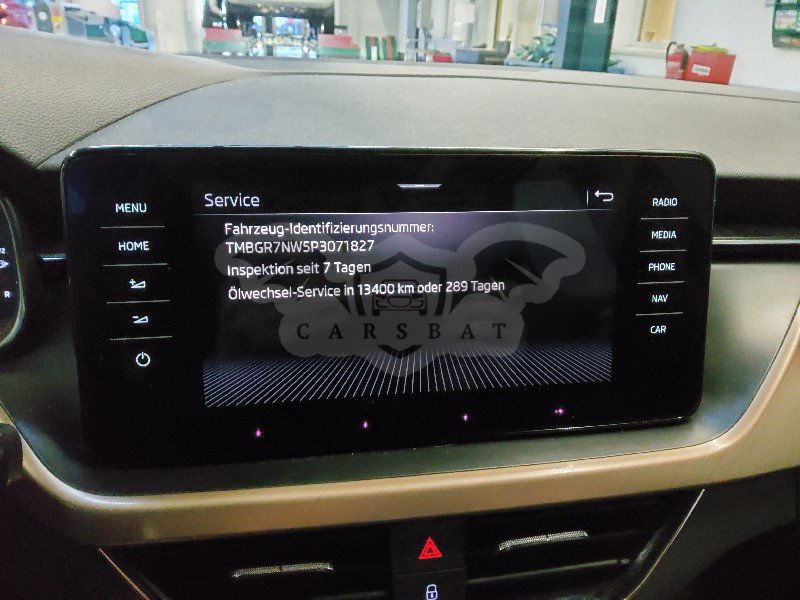 Service
Fahrzeug-Identifizierungsnummer:
TMBGR7NW5P3071827
Inspektion seit 7 Tagen
Ölwechsel-Service in 13400 km oder 289 Tagen
CARSBAT
MENU
HOME
RADIO
MEDIA
PHONE
NAV
CAR